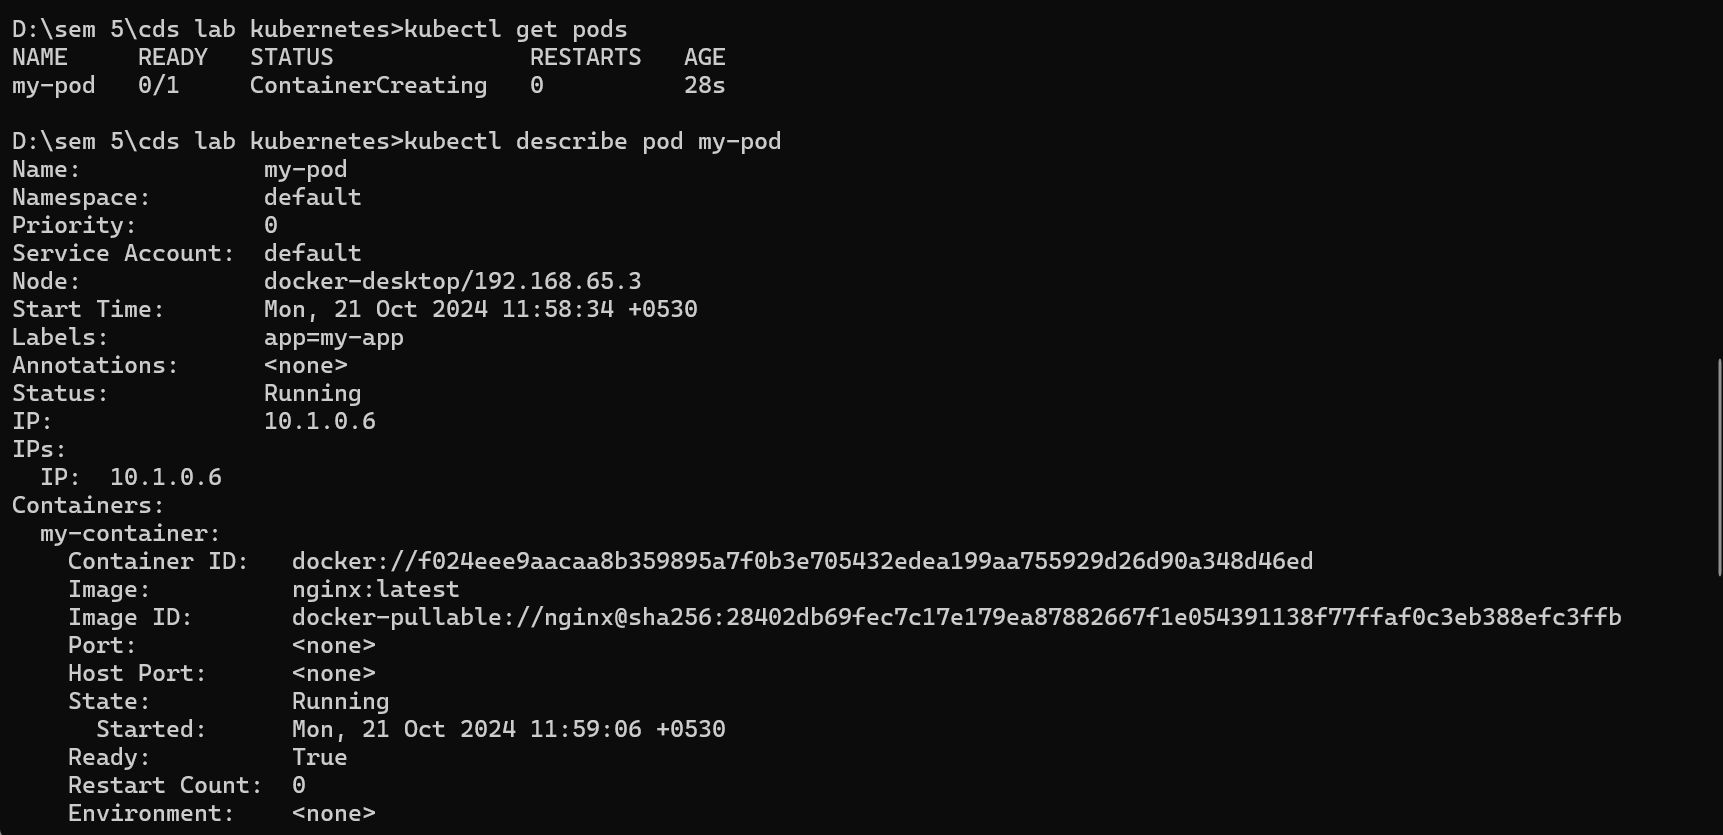 D:\sem 5\cds lab kubernetes>kubectl get pods
NAME     READY   STATUS              RESTARTS   AGE
my-pod   0/1     ContainerCreating   0          28s
D:\sem 5\cds lab kubernetes>kubectl describe pod my-pod
Name:             my-pod
Namespace:        default
Priority:         0
Service Account:  default
Node:             docker-desktop/192.168.65.3
Start Time:       Mon, 21 Oct 2024 11:58:34 +0530
Labels:           app=my-app
Annotations:      <none>
Status:           Running
IP:               10.1.0.6
IPs:
  IP:  10.1.0.6
Containers:
  my-container:
    Container ID:   docker://f024eee9aacaa8b359895a7f0b3e705432edea199aa755929d26d90a348d46ed
    Image:          nginx:latest
    Image ID:       docker-pullable://nginx@sha256:28402db69fec7c17e179ea87882667f1e054391138f77ffaf0c3eb388efc3ffb
    Port:           <none>
    Host Port:      <none>
    State:          Running
      Started:      Mon, 21 Oct 2024 11:59:06 +0530
    Ready:          True
    Restart Count:  0
    Environment:    <none>